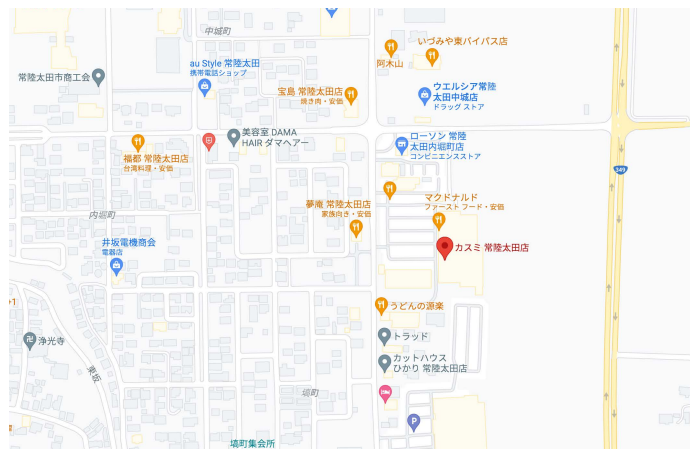 中城町
いづみや東バイパス店
阿木山
au Style 常陸太田
携帯電話ショップ
常陸太田市商工会
宝島 常陸太田店
焼き肉・安価
ウエルシア常陸
太田中城店
ドラッグ ストア
美容室 DAMA
HAIR ダマヘアー
ローソン 常陸
太田内堀町店
コンビニエンスストア
福都 常陸太田店
台湾料理・安価
349
マクドナルド
ファースト フード・安価
夢庵 常陸太田店
家族向き・安価
内堀町
井坂電機商会
電器店
カスミ 常陸太田店
うどんの源楽
浄光寺
トラッド
カットハウス
ひかり 常陸太田店
東坂
塙町
P
塙町集会所